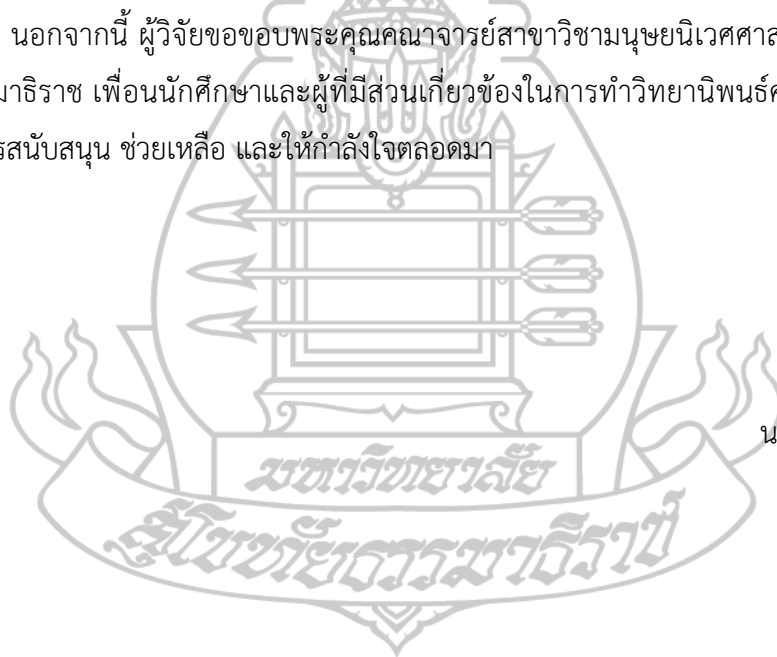 นอกจากนี้ ผู้วิจัยขอขอบพระคุณคณาจารย์สาขาวิชามนุษยนิเวศศาส
มาธิราช เพื่อนนักศึกษาและผู้ที่มีส่วนเกี่ยวข้องในการทำวิทยานิพนธ์ค
รสนับสนุน ช่วยเหลือ และให้กำลังใจตลอดมา
น
มหาวิทยาลัย
สุโขทัยธรรมาธิราช